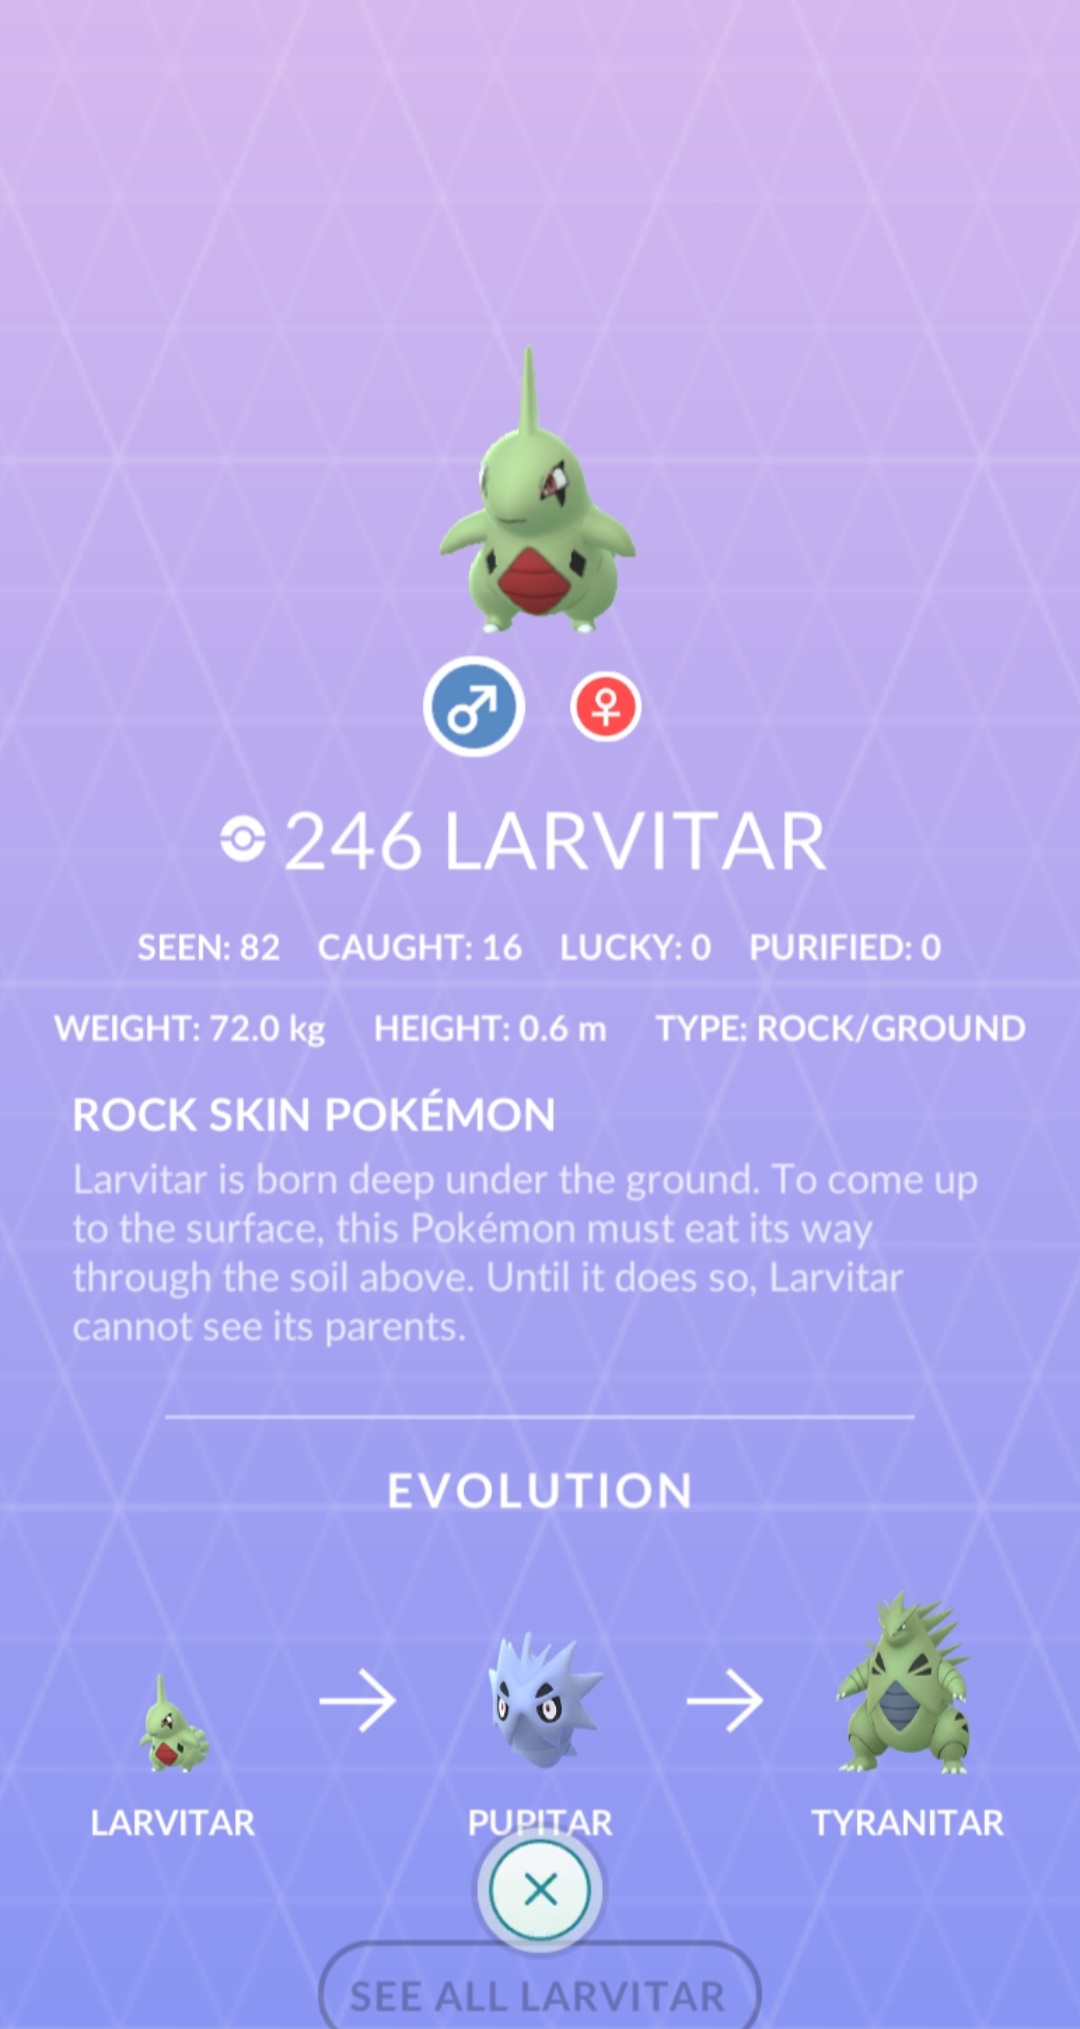 246 LARVITAR
SEEN: 82 CAUGHT: 16 LUCKY: 0 PURIFIED: 0
WEIGHT: 72.0 kg HEIGHT: 0.6 m TYPE: ROCK/GROUND
ROCK SKIN POKÉMON
Larvitar is born deep under the ground. To come up
to the surface, this Pokémon must eat its way
through the soil above. Until it does so, Larvitar
cannot see its parents.
EVOLUTION
LARVITAR PUPITAR TYRANITAR
SEE ALL LARVITAR